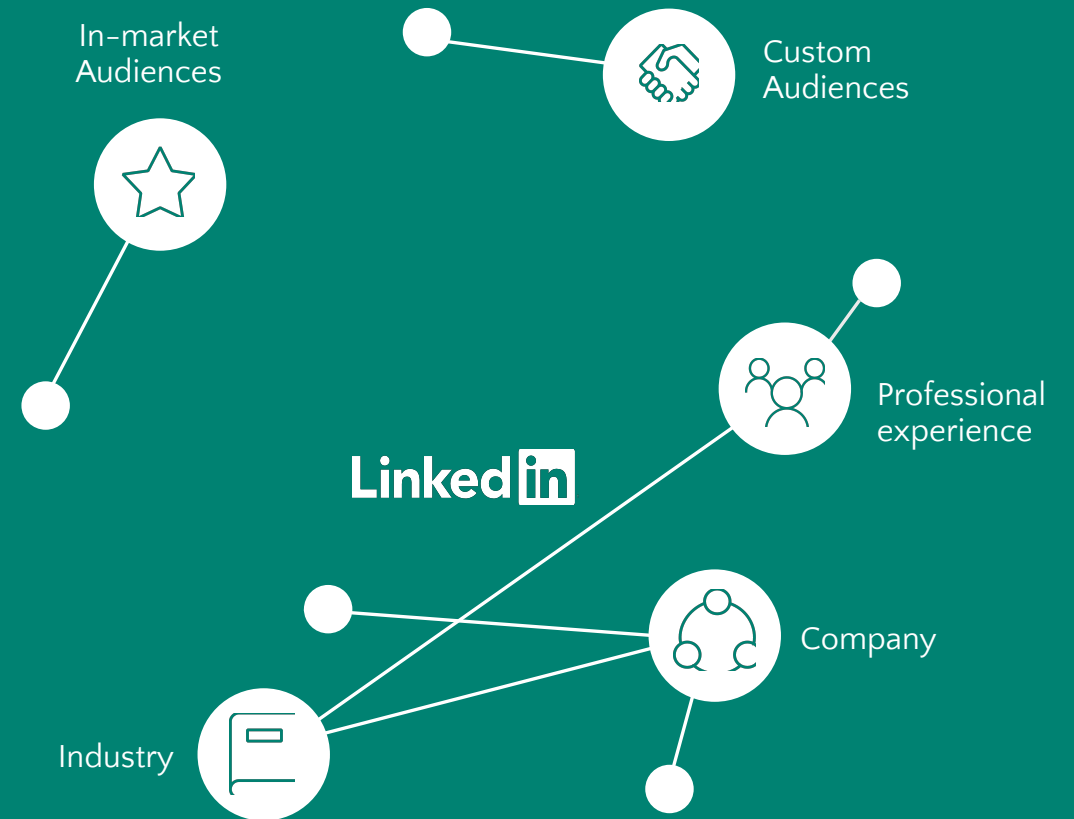 In-market
Audiences
Custom
Audiences
Professional
experience
Linkedin
Company
Industry